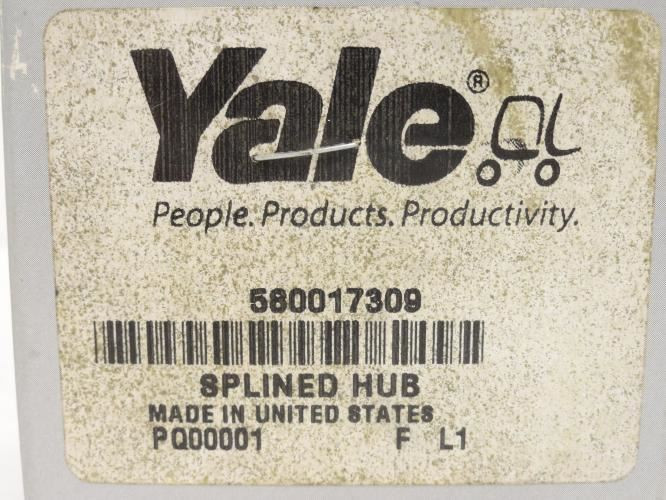 Yale®
People. Products. Productivity.
580017309
SPLINED HUB
MADE IN UNITED STATES
PQ00001 F L1